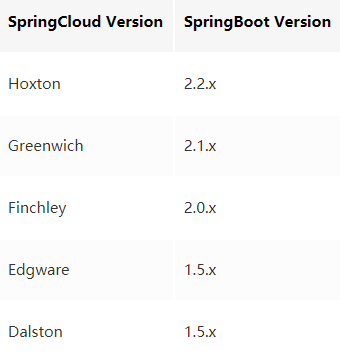 SpringCloud Version SpringBoot Version
Hoxton 2.2.x
Greenwich 2.1.x
Finchley 2.0.x
Edgware 1.5.x
Dalston 1.5.x